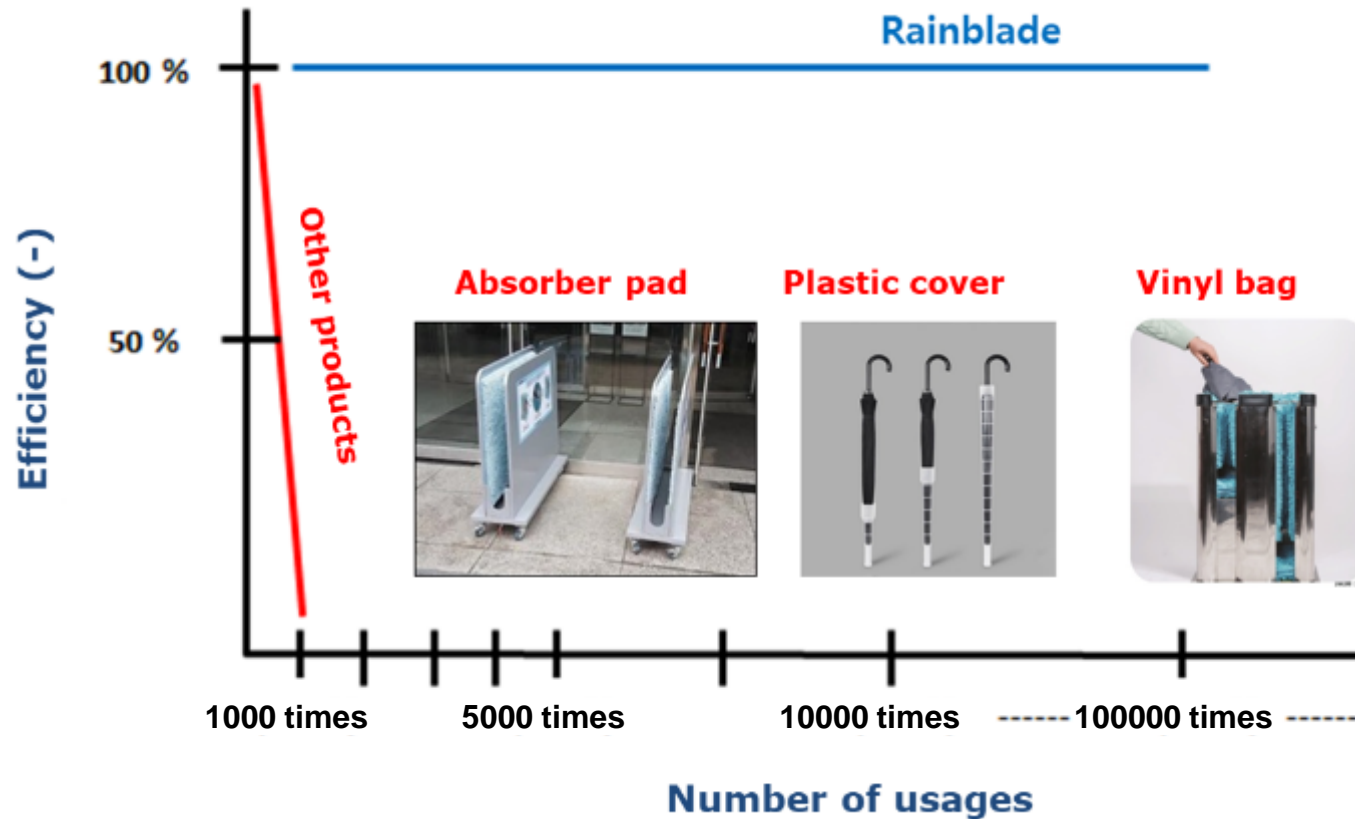 Rainblade
100 %
Other products
Absorber pad
Plastic cover
Vinyl bag
50 %
Efficiency (-)
1000 times
5000 times
10000 times
------ 100000 times ------
Number of usages